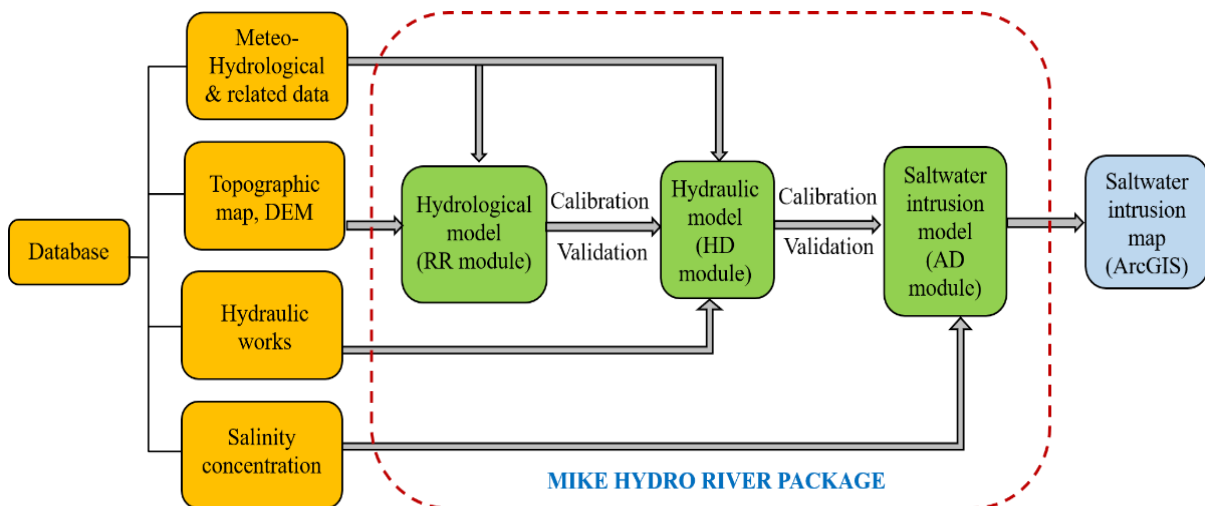 Database
Meteo-
Hydrological
& related data
Topographic
map, DEM
Hydraulic
works
Salinity
concentration
Hydrological
model
(RR module)
Calibration
Validation
Hydraulic
model
(HD
module)
Calibration
Validation
Saltwater
intrusion
model
(AD
module)
Saltwater
intrusion
map
(ArcGIS)
MIKE HYDRO RIVER PACKAGE